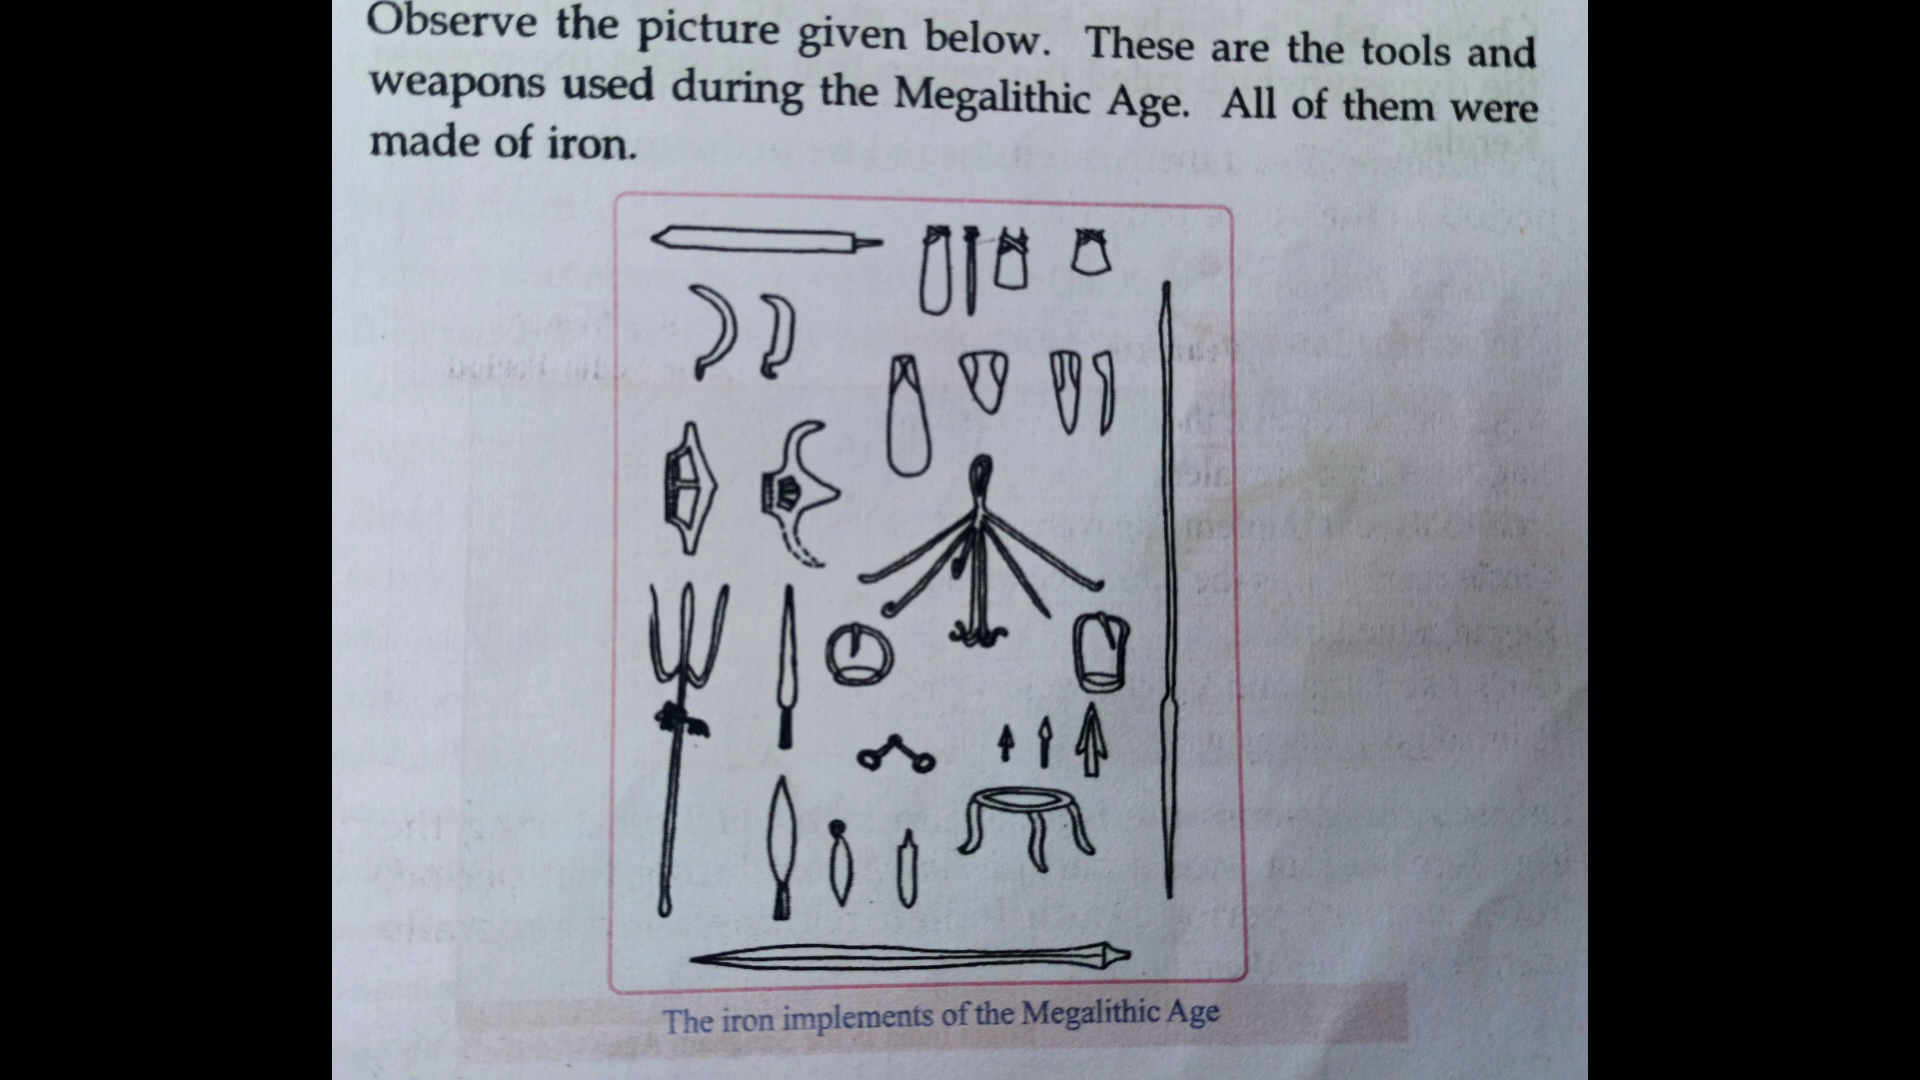 Observe the picture given below. These are the tools and
weapons used during the Megalithic Age. All of them were
made of iron.
The iron implements of the Megalithic Age